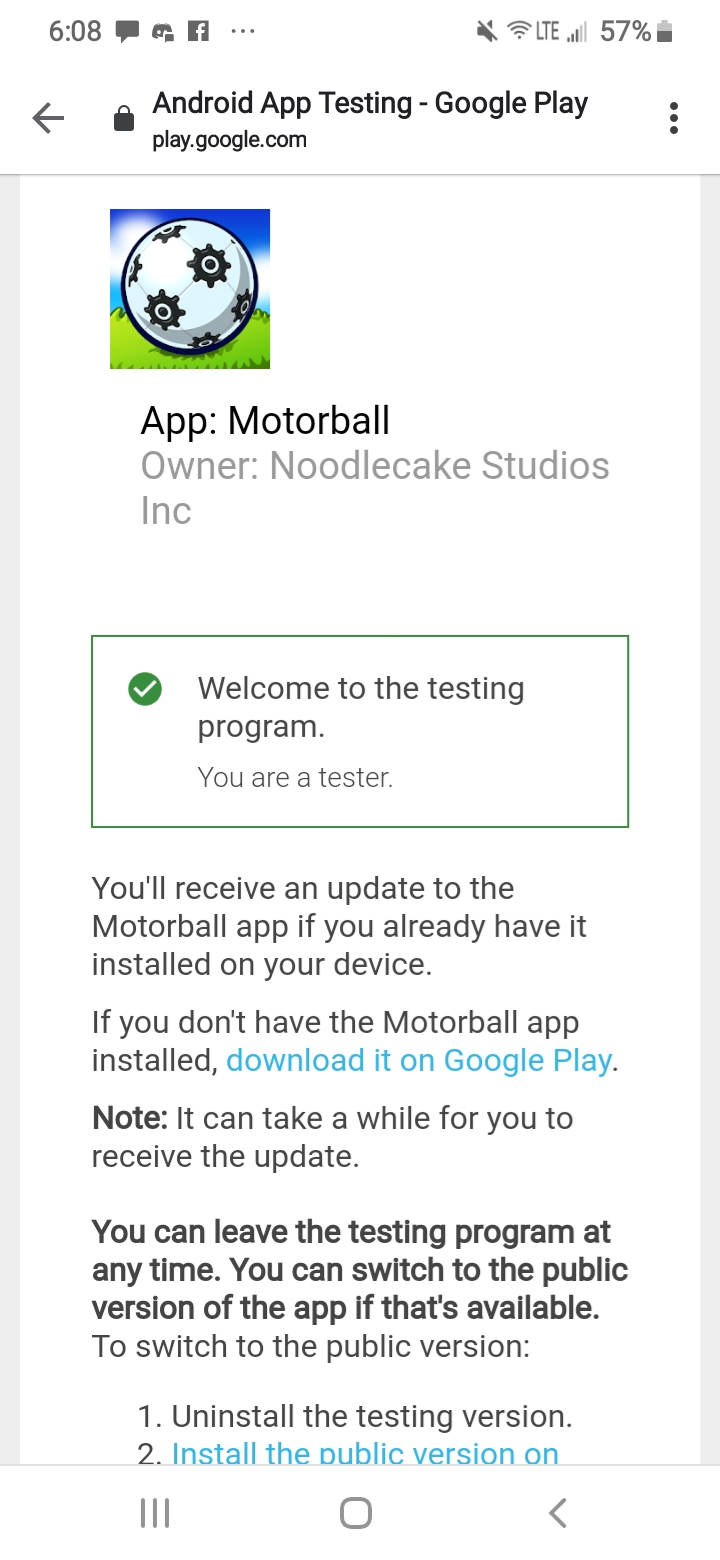 6:08 ... LTE 57%
Android App Testing - Google Play
play.google.com
App: Motorball
Owner: Noodlecake Studios
Inc
Welcome to the testing
program.
You are a tester.
You'll receive an update to the
Motorball app if you already have it
installed on your device.
If you don't have the Motorball app
installed, download it on Google Play.
Note: It can take a while for you to
receive the update.
You can leave the testing program at
any time. You can switch to the public
version of the app if that's available.
To switch to the public version:
1. Uninstall the testing version.
2. Install the public version on